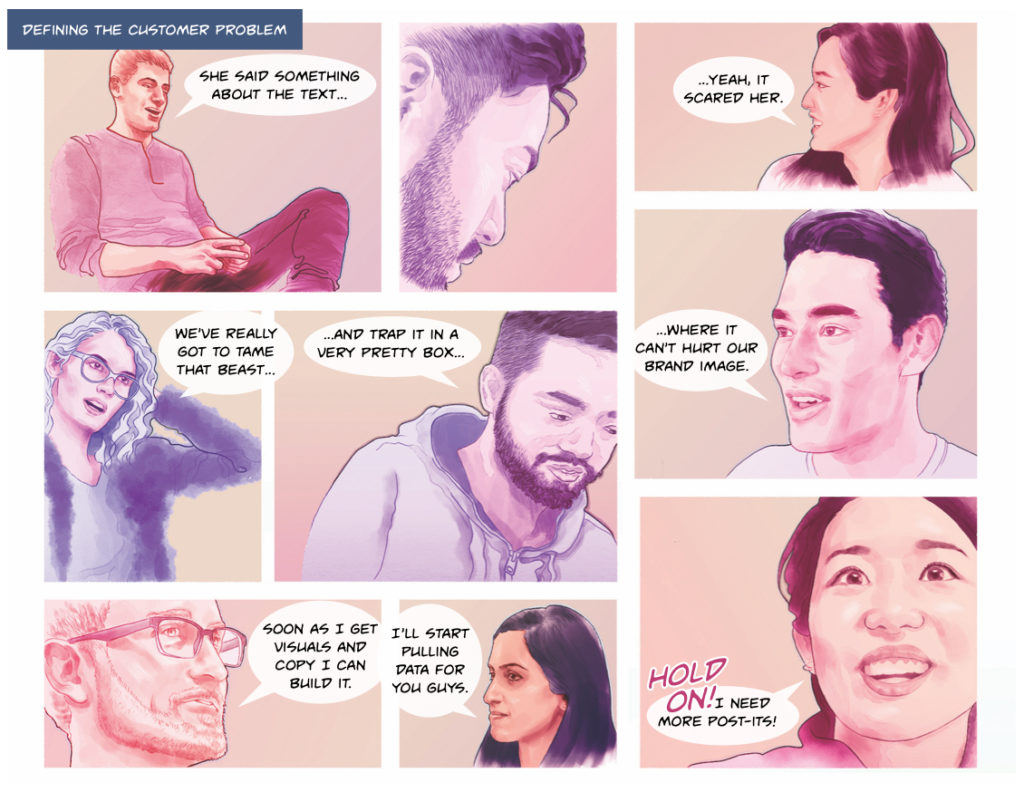 DEFINING THE CUSTOMER PROBLEM
SHE SAID SOMETHING
ABOUT THE TEXT...
...YEAH, IT
SCARED HER.
WE'VE REALLY
GOT TO TAME
THAT BEAST...
...AND TRAP IT IN A
VERY PRETTY BOX...
...WHERE IT
CAN'T HURT OUR
BRAND IMAGE.
SOON AS I GET
VISUALS AND
COPY I CAN
BUILD IT.
I'LL START
PULLING
DATA FOR
YOU GUYS.
HOLD
ON! I NEED
MORE POST-ITS!